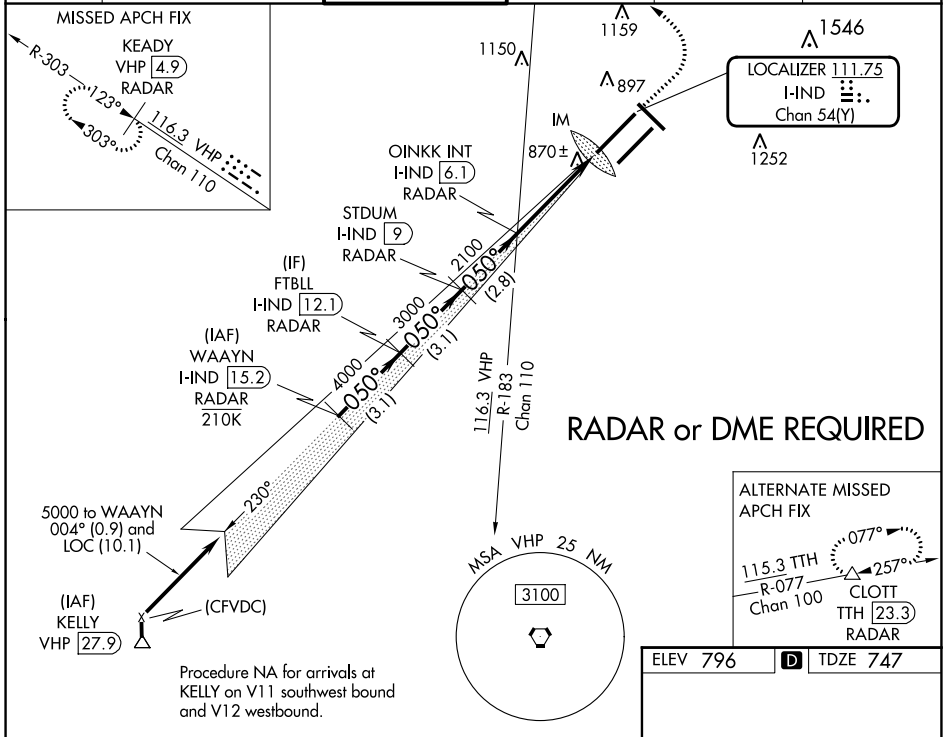 MISSED APCH FIX
KEADY
VHP 4.9
RADAR
R-303
123°
303°
116.3 VHP
Chan 110
1150
1159
1546
897
LOCALIZER 111.75
I-IND
Chan 54(Y)
1252
IM
870±
OINKK INT
I-IND 6.1
RADAR
STDUM
I-IND 9
RADAR
(IF)
FTBLL
I-IND 12.1
RADAR
(IAF)
WAAYN
I-IND 15.2
RADAR
210K
2100
050°
(2.8)
3000
050°
(3.1)
4000
050°
(3.1)
116.3 VHP
R-183
Chan 110
RADAR or DME REQUIRED
230°
5000 to WAAYN
004° (0.9) and
LOC (10.1)
(IAF)
KELLY
VHP 27.9
(CFVDC)
MSA VHP 25 NM
3100
ALTERNATE MISSED
APCH FIX
077°
257°
115.3 TTH
R-077
Chan 100
CLOTT
TTH 23.3
RADAR
Procedure NA for arrivals at
KELLY on V11 southwest bound
and V12 westbound.
ELEV 796 D TDZE 747